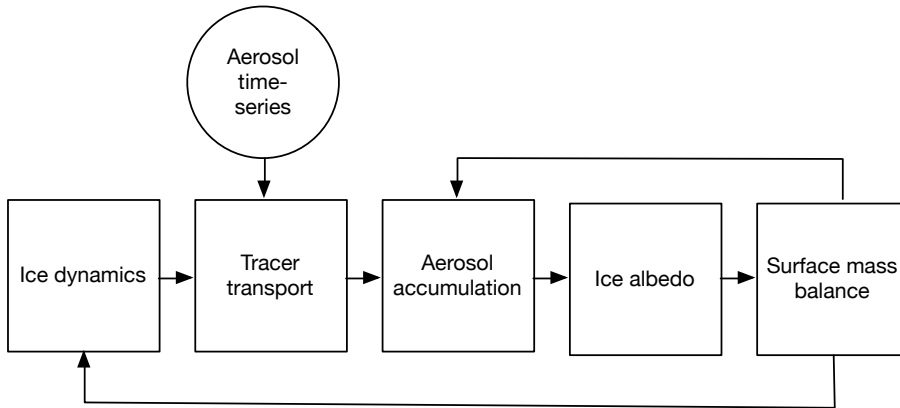 Aerosol
time-
series
Ice dynamics
Tracer
transport
Aerosol
accumulation
Ice albedo
Surface mass
balance